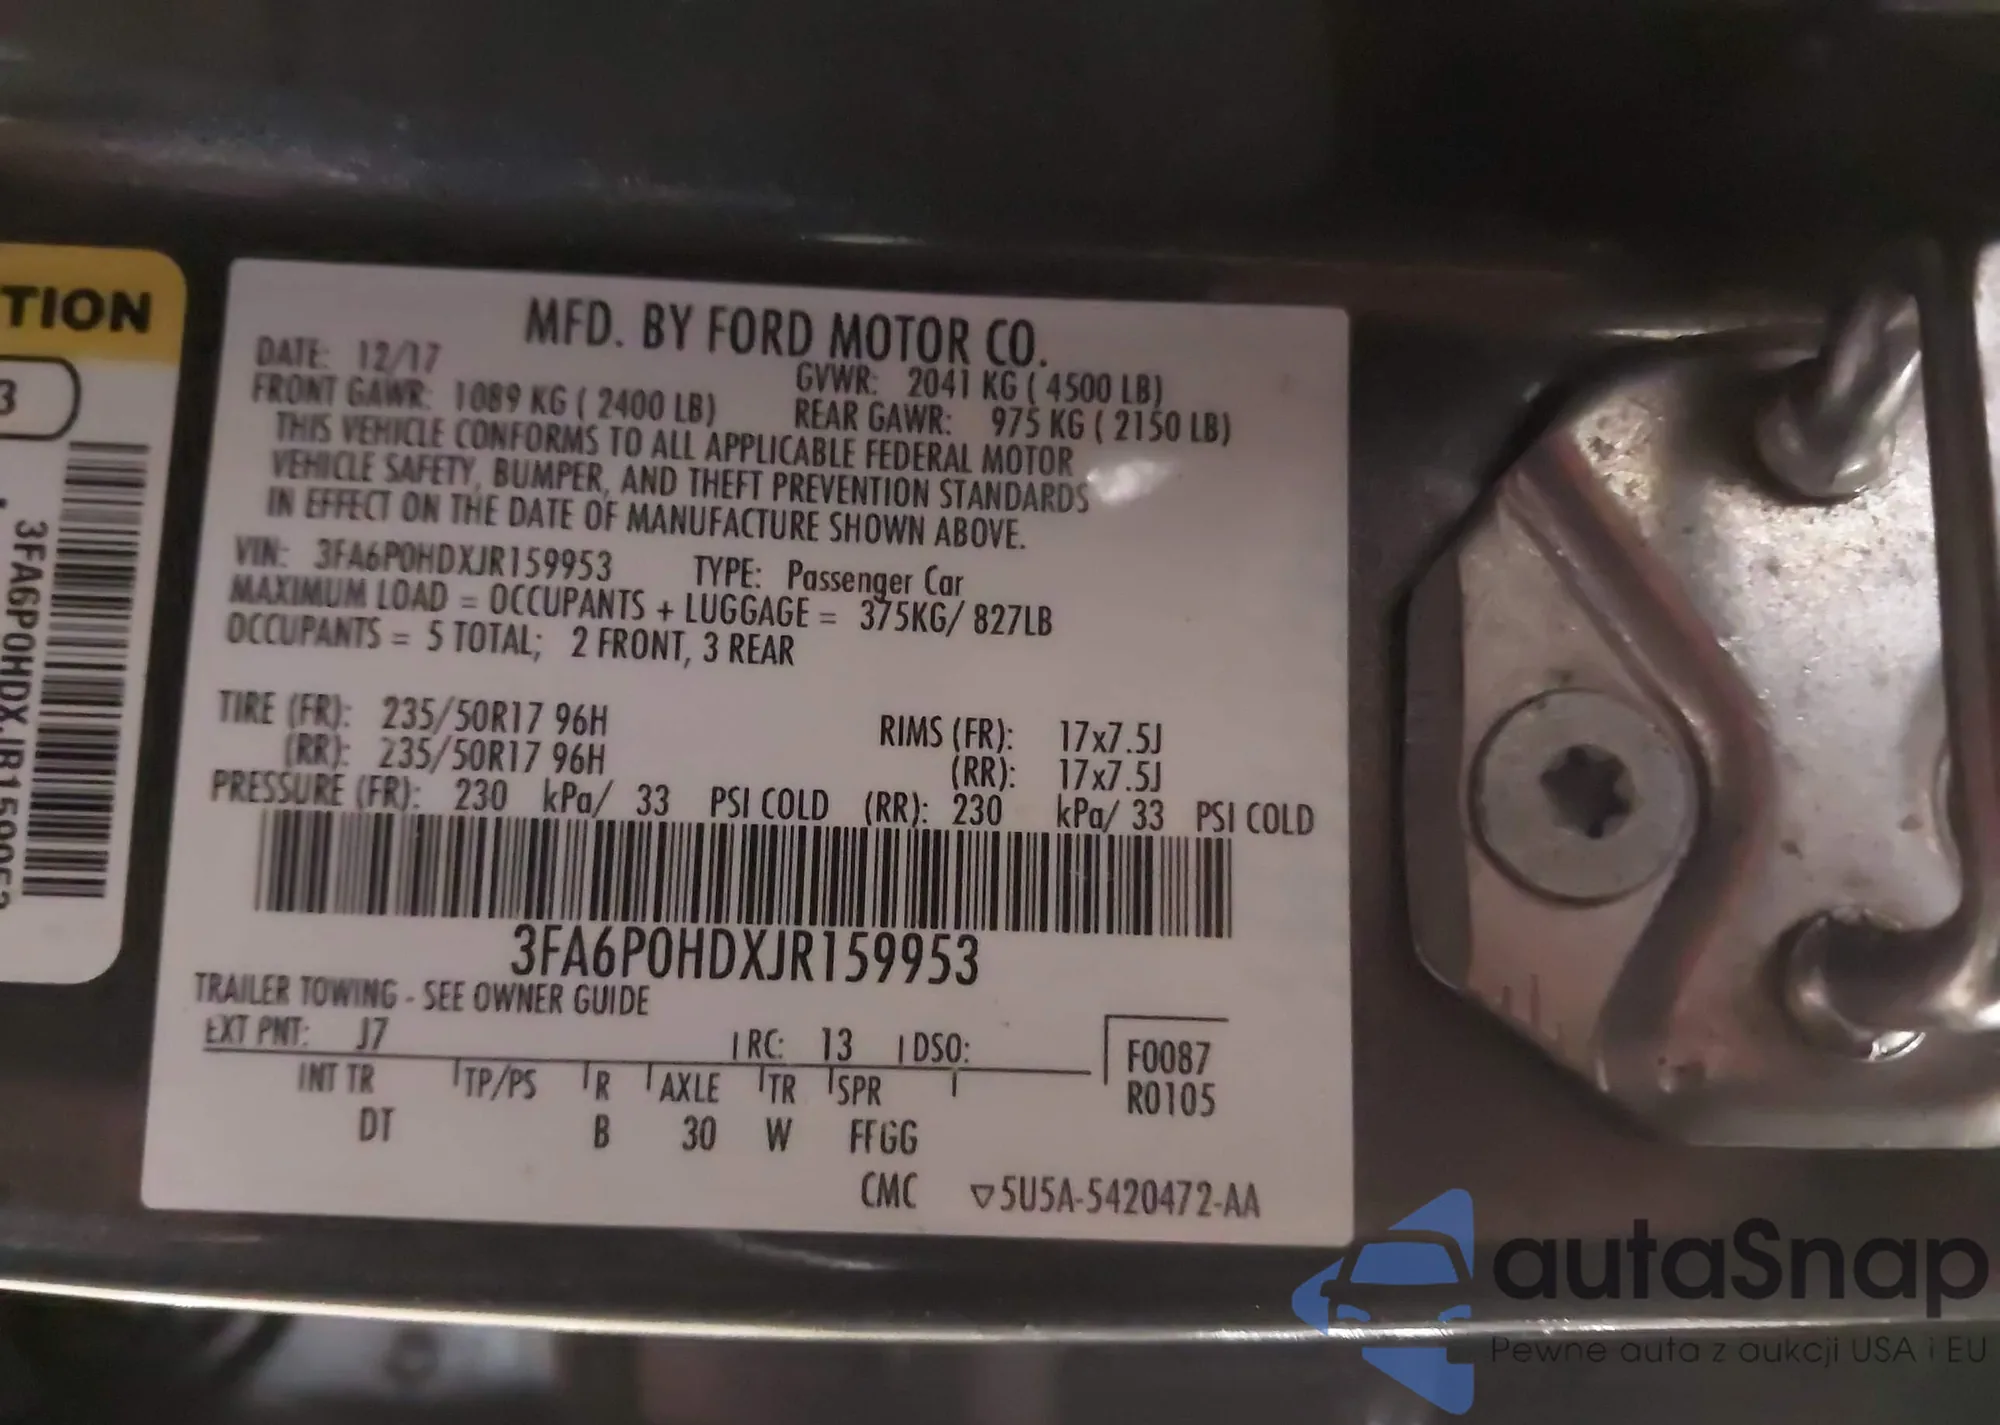 TION
3
3FA6P0HDXJR159953
MFD. BY FORD MOTOR CO.
DATE: 12/17 GVWR: 2041 KG ( 4500 LB)
FRONT GAWR: 1089 KG ( 2400 LB) REAR GAWR: 975 KG ( 2150 LB)
THIS VEHICLE CONFORMS TO ALL APPLICABLE FEDERAL MOTOR
VEHICLE SAFETY, BUMPER, AND THEFT PREVENTION STANDARDS
IN EFFECT ON THE DATE OF MANUFACTURE SHOWN ABOVE.
VIN: 3FA6P0HDXJR159953 TYPE: Passenger Car
MAXIMUM LOAD = OCCUPANTS + LUGGAGE = 375KG/ 827LB
OCCUPANTS = 5 TOTAL; 2 FRONT, 3 REAR
TIRE (FR): 235/50R17 96H RIMS (FR): 17x7.5J
(RR): 235/50R17 96H (RR): 17x7.5J
PRESSURE (FR): 230 kPa/ 33 PSI COLD (RR): 230 kPa/ 33 PSI COLD
3FA6P0HDXJR159953
TRAILER TOWING - SEE OWNER GUIDE
EXT PNT: J7 RC: 13 DSO: F0087
R0105
INT TR TP/PS R AXLE TR SPR
DT B 30 W FFGG
CMC ▽5U5A-5420472-AA
autaSnap
Pewne auta z aukcji USA i EU